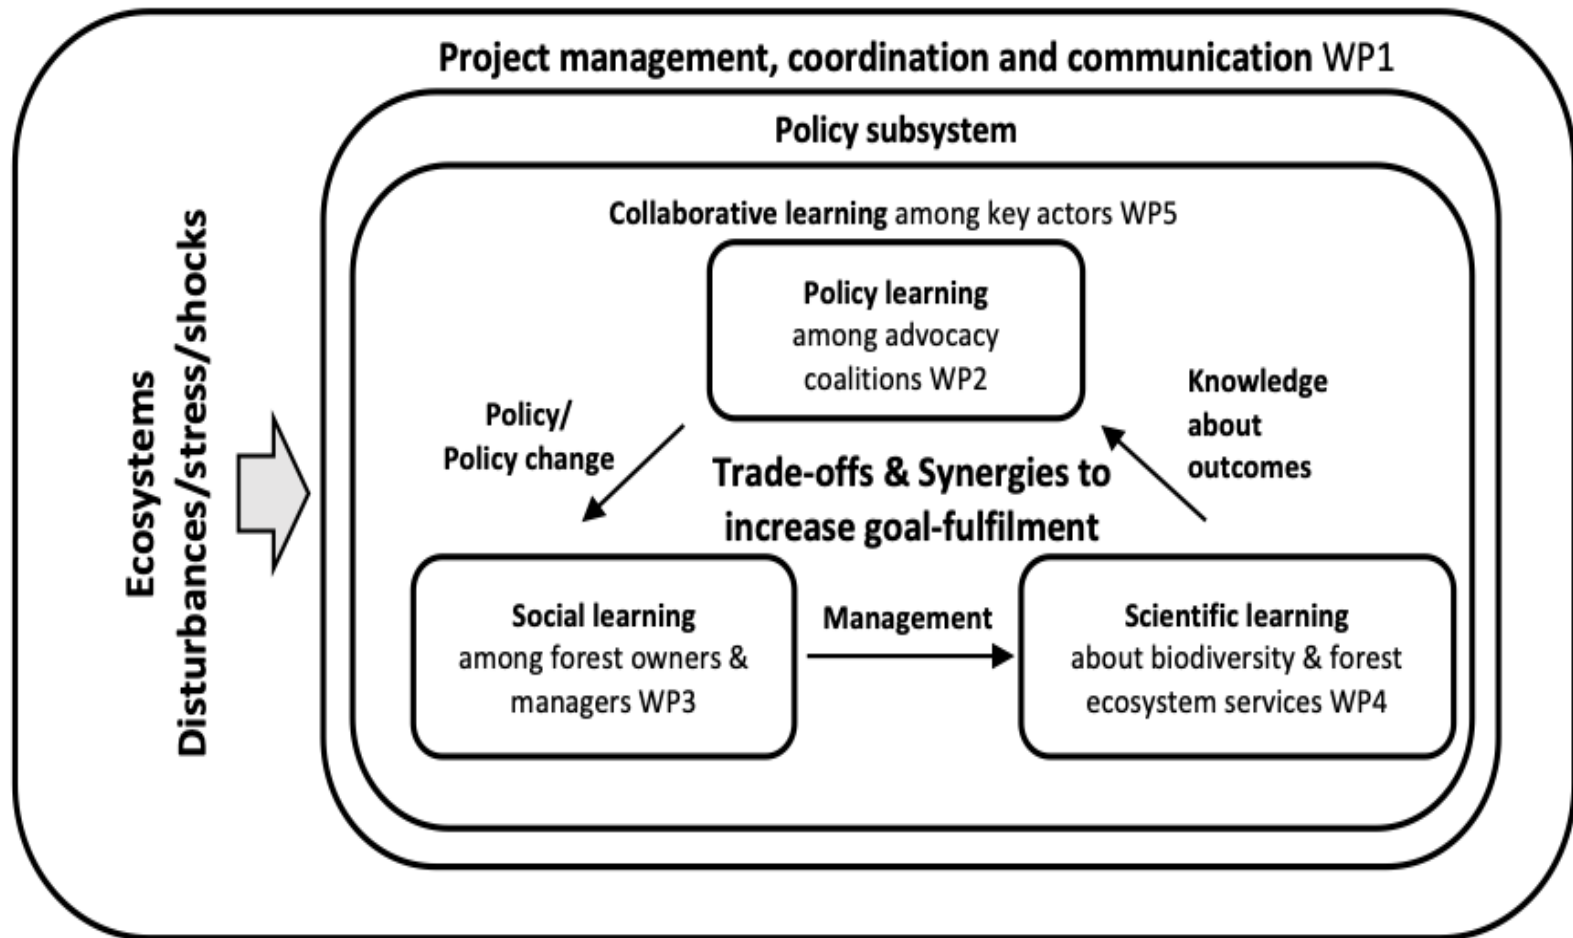 Project management, coordination and communication WP1
Policy subsystem
Collaborative learning among key actors WP5
Policy learning
among advocacy
coalitions WP2
Ecosystems
Disturbances/stress/shocks
Policy/
Policy change
Knowledge
about
outcomes
Trade-offs & Synergies to
increase goal-fulfilment
Social learning
among forest owners &
managers WP3
Management
Scientific learning
about biodiversity & forest
ecosystem services WP4